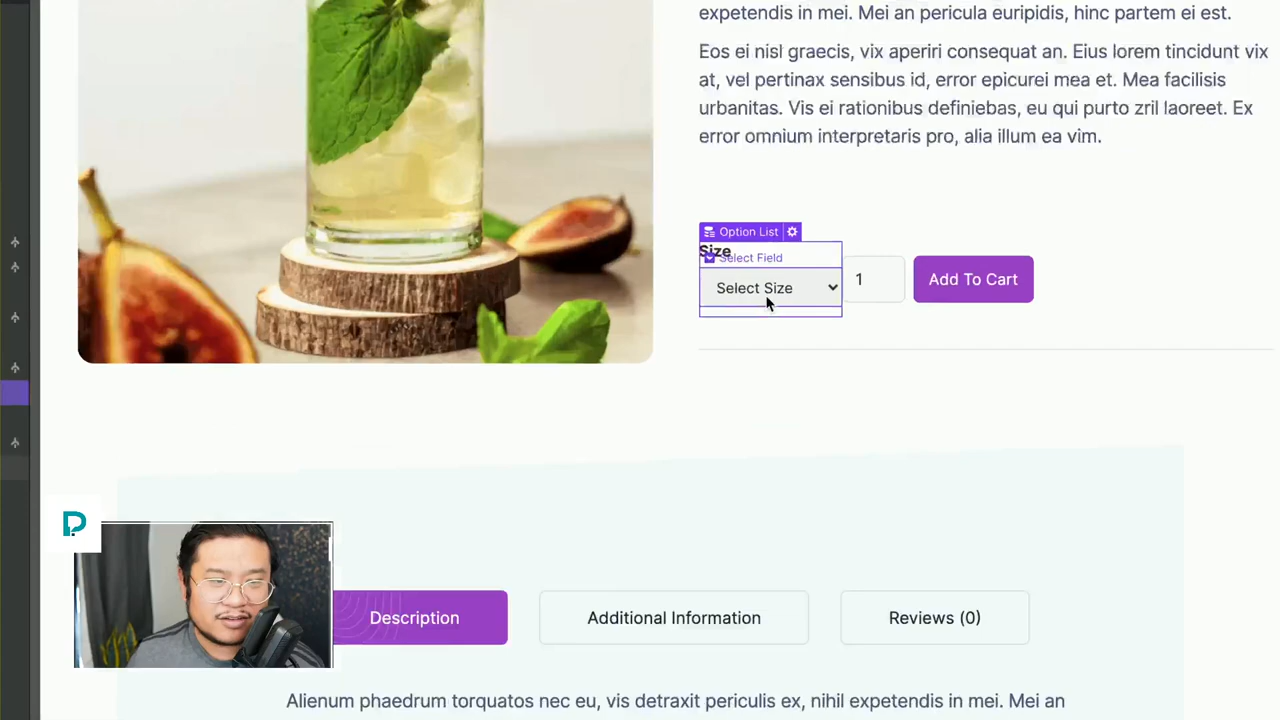 expetendis in mei. Mei an pericula euripidis, hinc partem ei est.
Eos ei nisl graecis, vix aperiri consequat an. Eius lorem tincidunt vix
at, vel pertinax sensibus id, error epicurei mea et. Mea facilisis
urbanitas. Vis ei rationibus definiebas, eu qui purto zril laoreet. Ex
error omnium interpretaris pro, alia illum ea vim.
Option List
Size
Select Field
Select Size
1
Add To Cart
Description
Additional Information
Reviews (0)
Alienum phaedrum torquatos nec eu, vis detraxit periculis ex, nihil expetendis in mei. Mei an